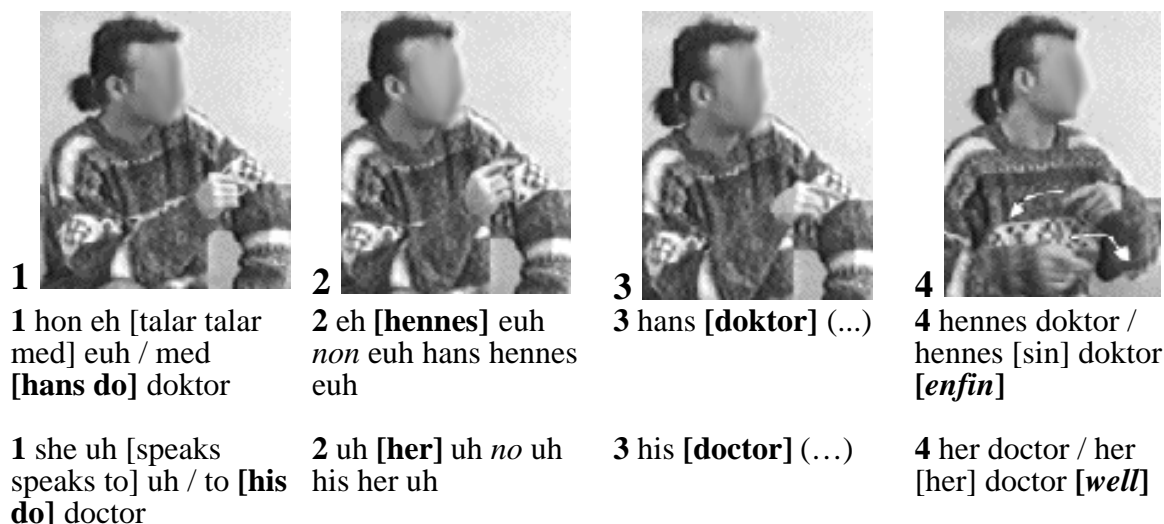 1
2
3
4
1 hon eh [talar talar
med] euh / med
[hans do] doktor
2 eh [hennes] euh
non euh hans hennes
euh
3 hans [doktor] (...)
4 hennes doktor /
hennes [sin] doktor
[enfin]
1 she uh [speaks
speaks to] uh / to [his
do] doctor
2 uh [her] uh no uh
his her uh
3 his [doctor] (…)
4 her doctor / her
[her] doctor [well]